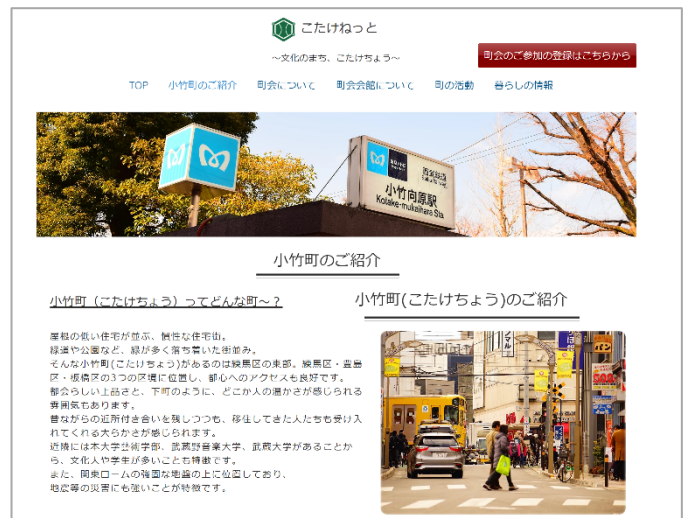 こたけねっと
〜文化のまち、こたけちょう〜
町会のご参加の登録はこちらから
TOP 小竹町のご紹介 町会について 町会会館について 町の活動 暮らしの情報
小竹向原駅
Kotake-mukaihara Sta.
小竹町のご紹介
小竹町（こたけちょう）ってどんな町〜？
小竹町(こたけちょう)のご紹介
屋根の低い住宅が並ぶ、個性な住宅街。
緑道や公園など、緑が多く落ち着いた街並み。
そんな小竹町(こたけちょう)があるのは練馬区の東部。練馬区・豊島
区・板橋区の3つの区境に位置し、都心へのアクセスも良好です。
都会らしい上品さと、下町のように、どこか人の温かさが感じられる
雰囲気もあります。
昔ながらの近所付き合いを残しつつも、移住してきた人たちも受け入
れてくれる大らかさが感じられます。
近隣には本大学芸術学部、武蔵野音楽大学、武蔵大学があることか
ら、文化人や学生が多いことも特徴です。
また、関東ロームの強固な地盤の上に位置しており、
地震等の災害にも強いことが特徴です。